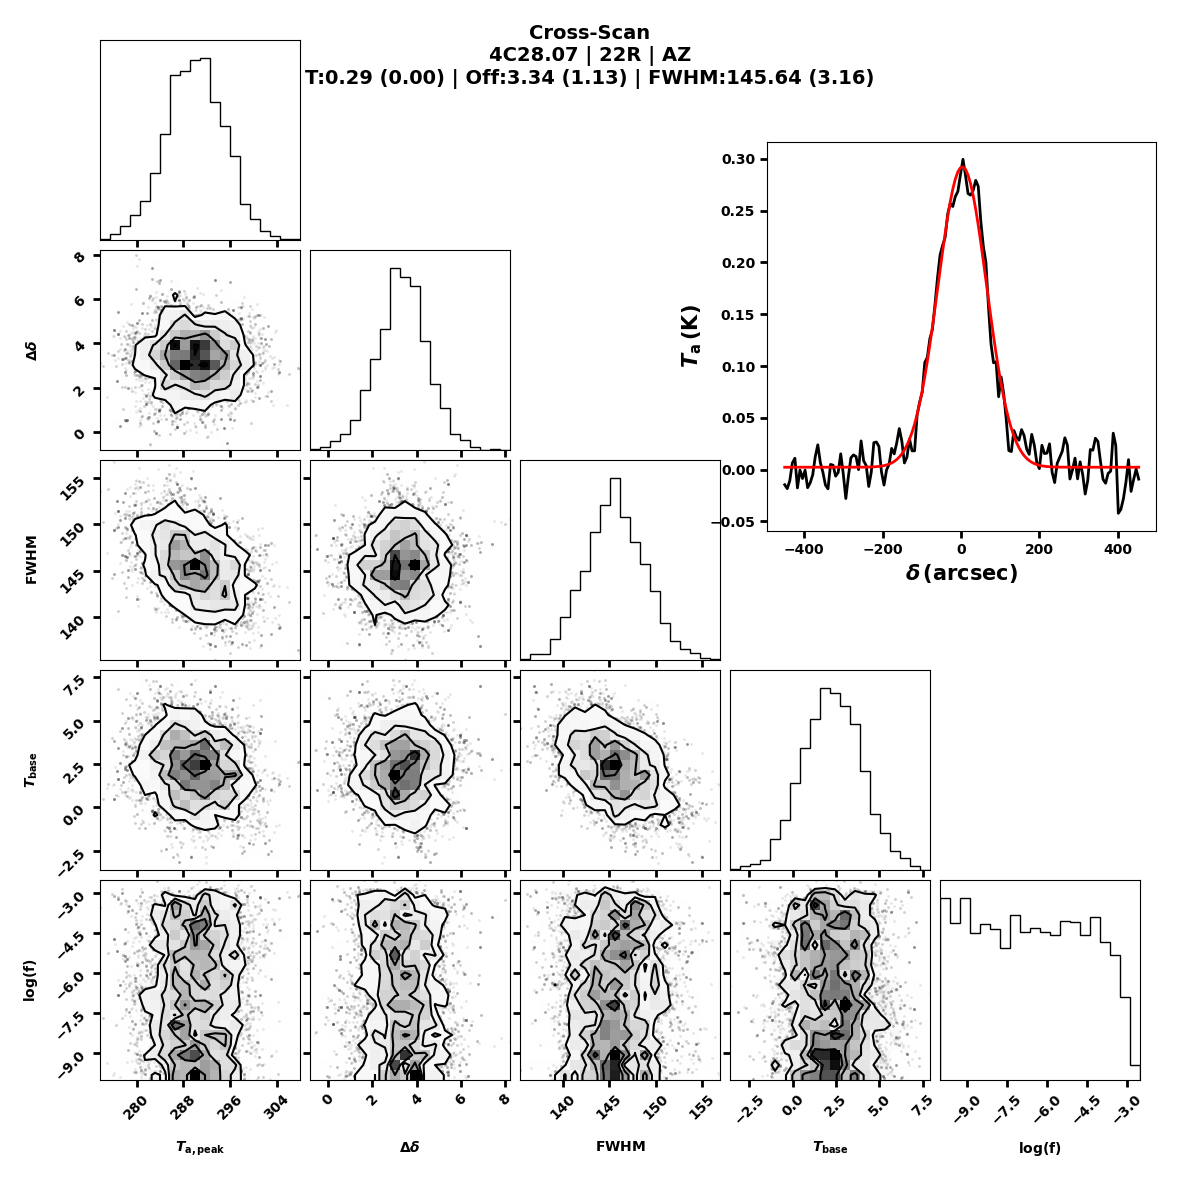 Cross-Scan
4C28.07 | 22R | AZ
T:0.29 (0.00) | Off:3.34 (1.13) | FWHM:145.64 (3.16)
0.30
0.25
0.20
0.15
0.10
0.05
0.00
−0.05
Ta (K)
−400 −200 0 200 400
δ (arcsec)
8
6
4
2
0
Δδ
155
150
145
140
FWHM
7.5
5.0
2.5
0.0
−2.5
Tbase
−3.0
−4.5
−6.0
−7.5
−9.0
log(f)
280 288 296 304
0 2 4 6 8
140 145 150 155
−2.5 0.0 2.5 5.0 7.5
−9.0 −7.5 −6.0 −4.5 −3.0
Ta,peak
Δδ
FWHM
Tbase
log(f)